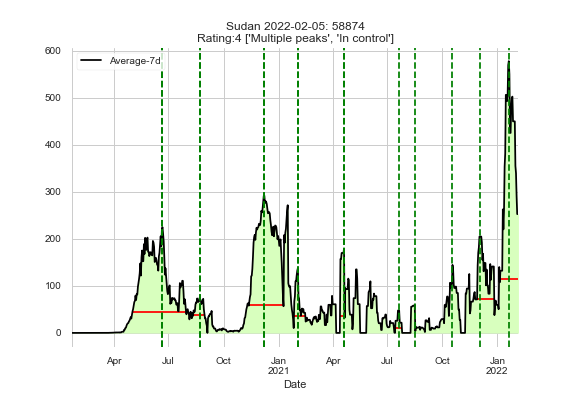 Sudan 2022-02-05: 58874
Rating:4 ['Multiple peaks', 'In control']
600
Average-7d
500
400
300
200
100
0
Apr Jul Oct Jan Apr Jul Oct Jan
2021 2022
Date